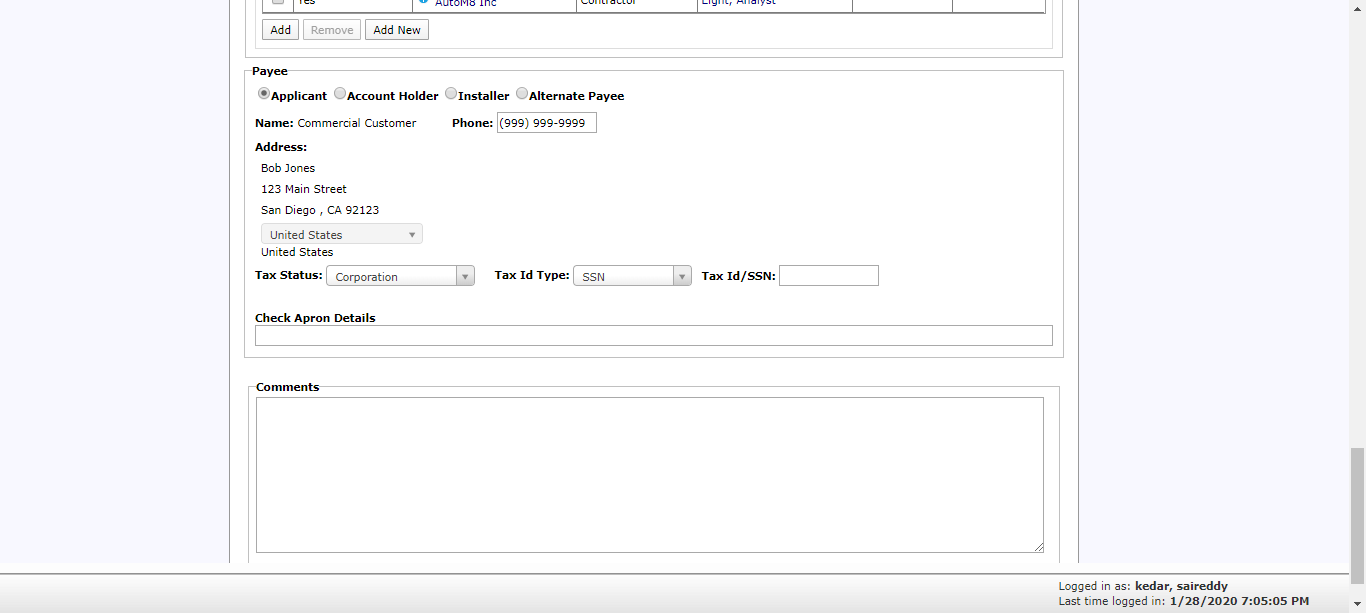 Yes AutoM8 Inc Contractor Light, Analyst
Add Remove Add New
Payee
Applicant Account Holder Installer Alternate Payee
Name: Commercial Customer Phone: (999) 999-9999
Address:
Bob Jones
123 Main Street
San Diego , CA 92123
United States
United States
Tax Status: Corporation Tax Id Type: SSN Tax Id/SSN:
Check Apron Details
Comments
Logged in as: kedar, saireddy
Last time logged in: 1/28/2020 7:05:05 PM